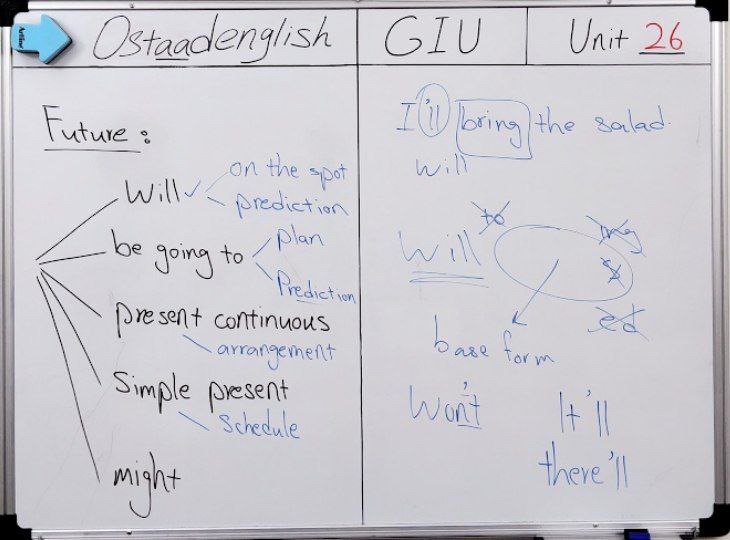 Ostaadenglish
GIU
Unit 26
Future:
Will
on the spot
prediction
be going to
plan
Prediction
present continuous
arrangement
Simple present
Schedule
might
I'll bring the salad.
will
Will to ing
s
ed
base form
Won't
It'll
there'll